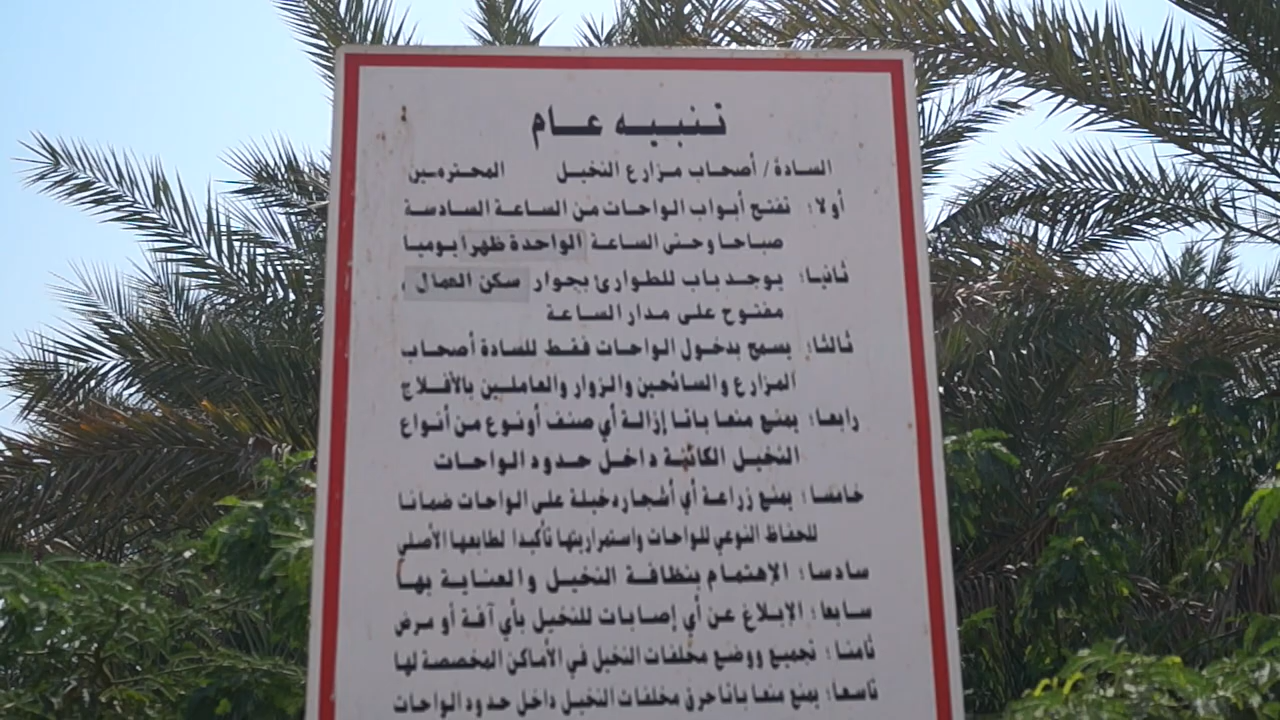 تنبيه عام
السادة / أصحاب مزارع النخيل المحترمين
أولا: تفتح أبواب الواحات من الساعة السادسة
صباحا وحتى الساعة الواحدة ظهرا يوميا
ثانيا: يوجد باب للطوارئ بجوار سكن العمال ,
مفتوح على مدار الساعة
ثالثا: يسمح بدخول الواحات فقط للسادة أصحاب
المزارع والسائحين والزوار والعاملين بالأفلاج
رابعا: يمنع منعا باتا إزالة أي صنف أونوع من أنواع
النخيل الكائنة داخل حدود الواحات
خامسا: يمنع زراعة أي أشجار دخيلة على الواحات ضمانا
للحفاظ النوعي للواحات واستمراريتها تأكيدا لطابعها الأصلي
سادسا: الإهتمام بنظافة النخيل والعناية بها
سابعا: الإبلاغ عن أي إصابات للنخيل بأي آفة أو مرض
ثامنا: تجميع ووضع مخلفات النخيل في الأماكن المخصصة لها
تاسعا: يمنع منعا باتا حرق مخلفات النخيل داخل حدود الواحات